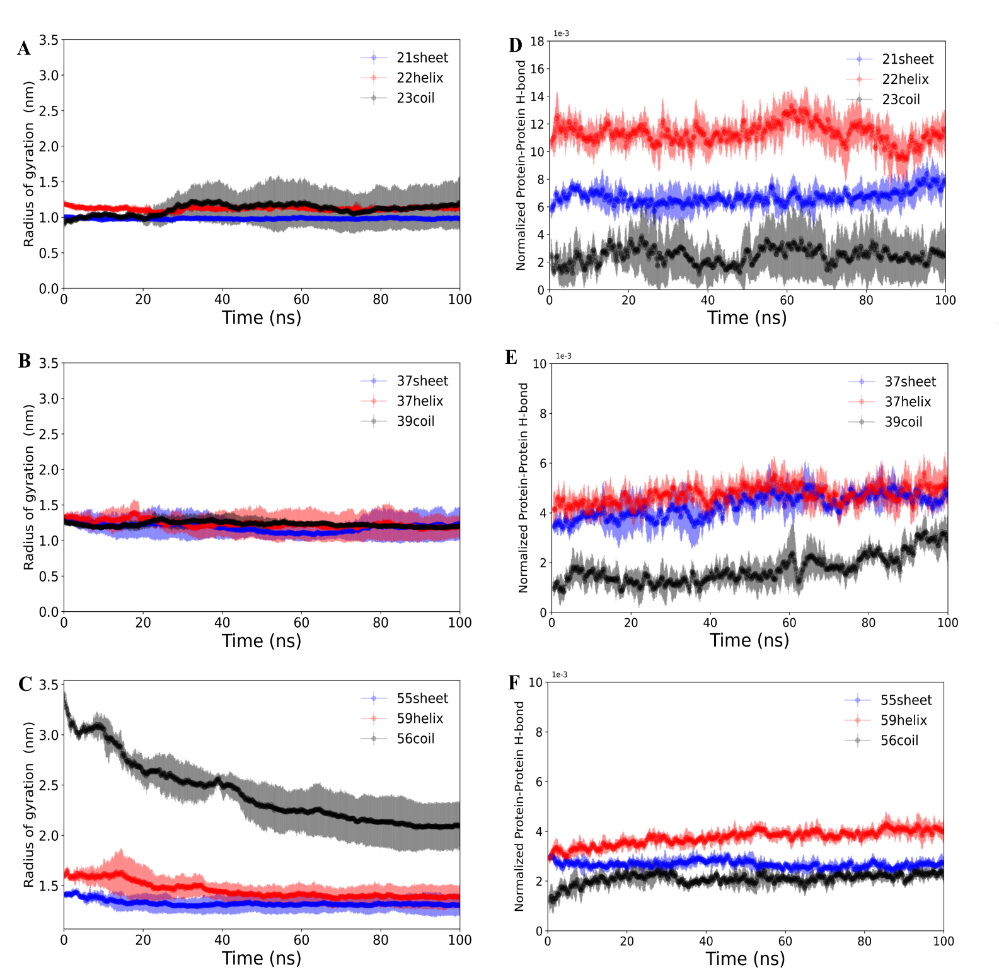 A
3.5
3.0
2.5
2.0
1.5
1.0
0.5
0.0
Radius of gyration (nm)
21sheet
22helix
23coil
0 20 40 60 80 100
Time (ns)
D
1e-3
18
16
14
12
10
8
6
4
2
0
Normalized Protein-Protein H-bond
21sheet
22helix
23coil
0 20 40 60 80 100
Time (ns)
B
3.5
3.0
2.5
2.0
1.5
1.0
0.5
0.0
Radius of gyration (nm)
37sheet
37helix
39coil
0 20 40 60 80 100
Time (ns)
E
1e-3
10
8
6
4
2
0
Normalized Protein-Protein H-bond
37sheet
37helix
39coil
0 20 40 60 80 100
Time (ns)
C
3.5
3.0
2.5
2.0
1.5
Radius of gyration (nm)
55sheet
59helix
56coil
0 20 40 60 80 100
Time (ns)
F
1e-3
10
8
6
4
2
0
Normalized Protein-Protein H-bond
55sheet
59helix
56coil
0 20 40 60 80 100
Time (ns)